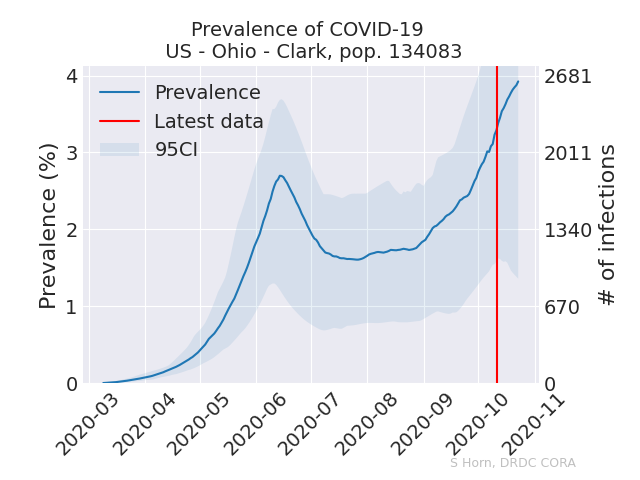 Prevalence of COVID-19
US - Ohio - Clark, pop. 134083
Prevalence
Latest data
95CI
Prevalence (%)
4
3
2
1
0
2681
2011
1340
670
0
# of infections
2020-03
2020-04
2020-05
2020-06
2020-07
2020-08
2020-09
2020-10
2020-11
S Horn, DRDC CORA